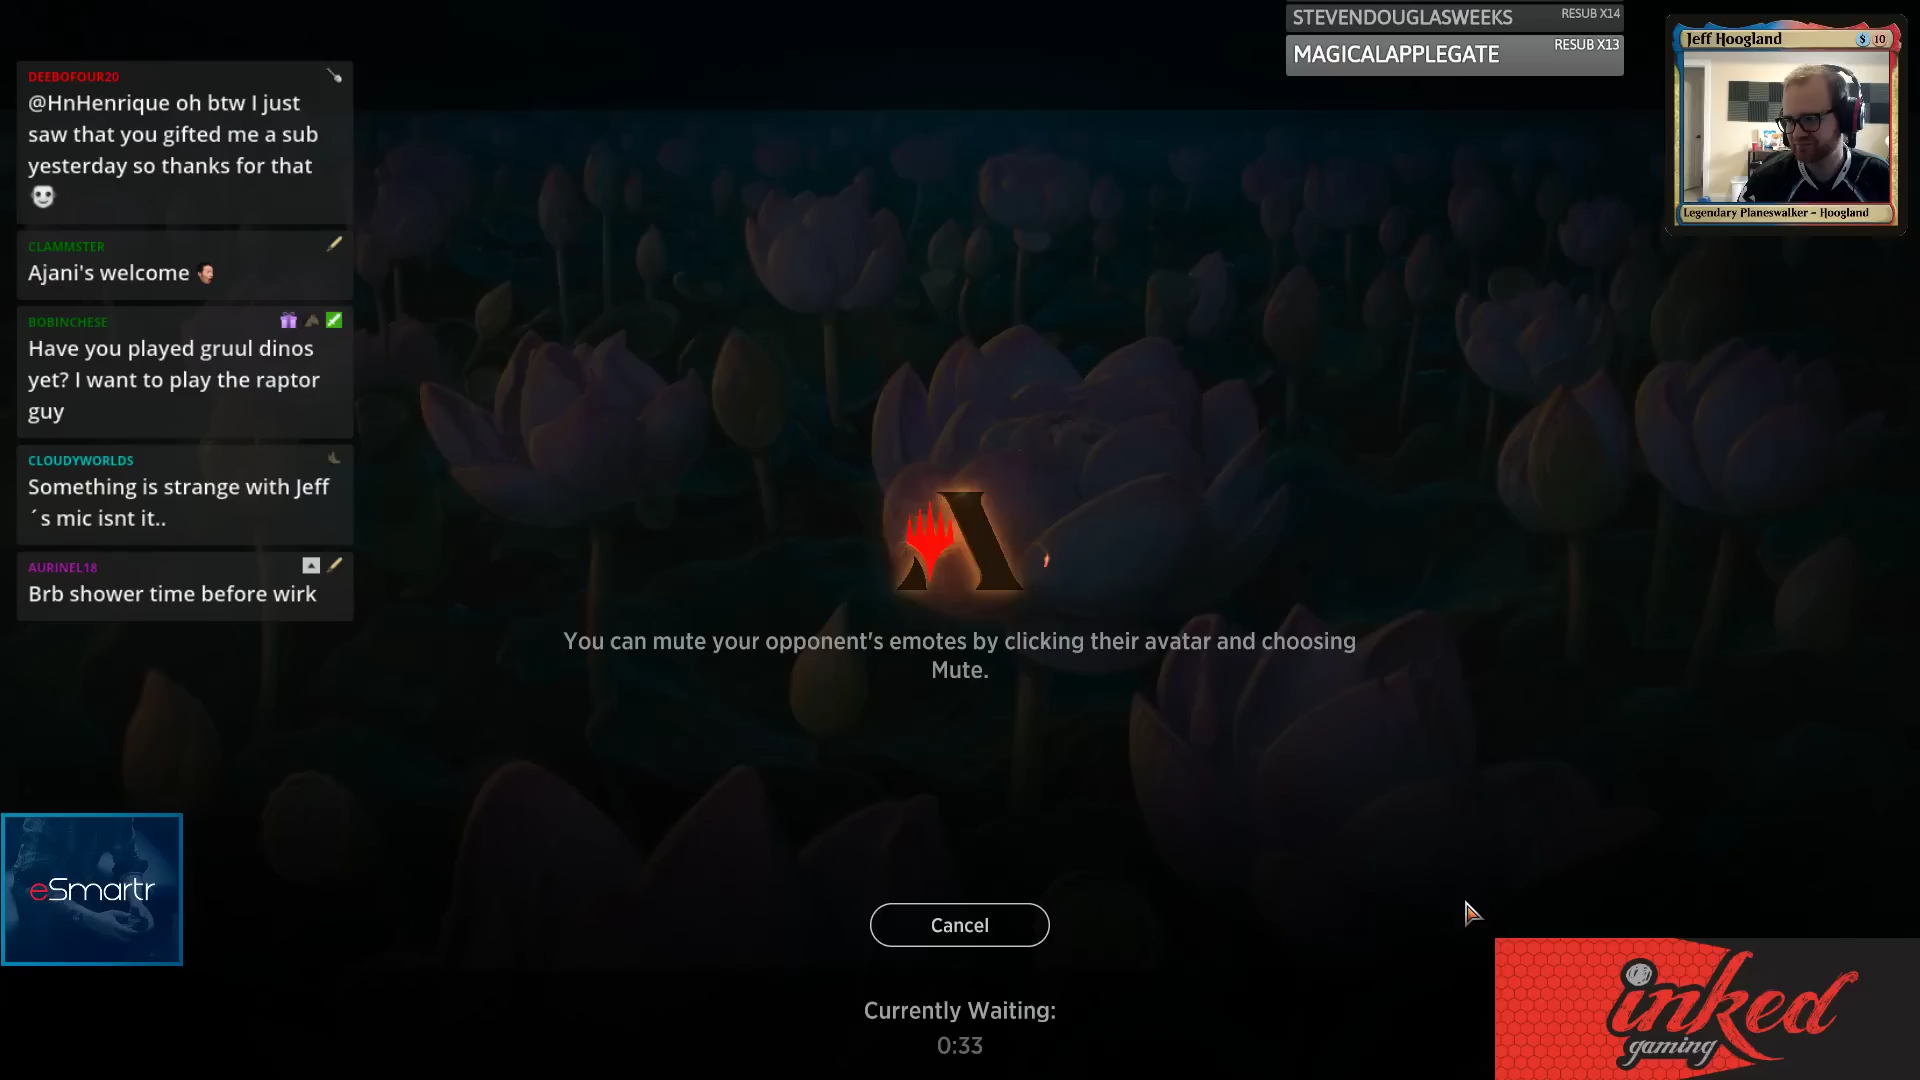 STEVENDOUGLASWEEKS RESUB X14
MAGICALAPPLEGATE RESUB X13
Jeff Hoogland $ 10
Legendary Planeswalker - Hoogland
DEEBOFOUR20
@HnHenrique oh btw I just
saw that you gifted me a sub
yesterday so thanks for that
CLAMMSTER
Ajani's welcome
BOBINCHESE
Have you played gruul dinos
yet? I want to play the raptor
guy
CLOUDYWORLDS
Something is strange with Jeff
´s mic isnt it..
AURINEL18
Brb shower time before wirk
You can mute your opponent's emotes by clicking their avatar and choosing
Mute.
eSmartr
Cancel
Currently Waiting:
0:33
inked
gaming